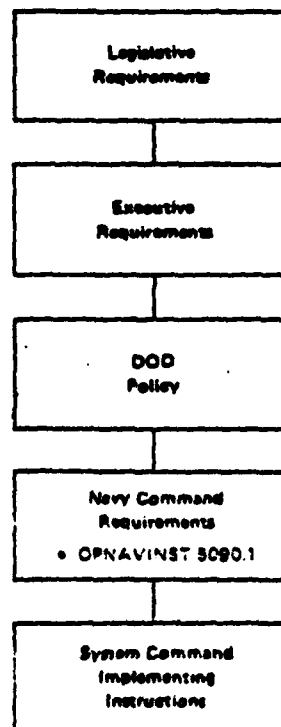 Legislative
Requirements
Executive
Requirements
DOD
Policy
Navy Command
Requirements
• OPNAVINST 5090.1
System Command
Implementing
Instructions